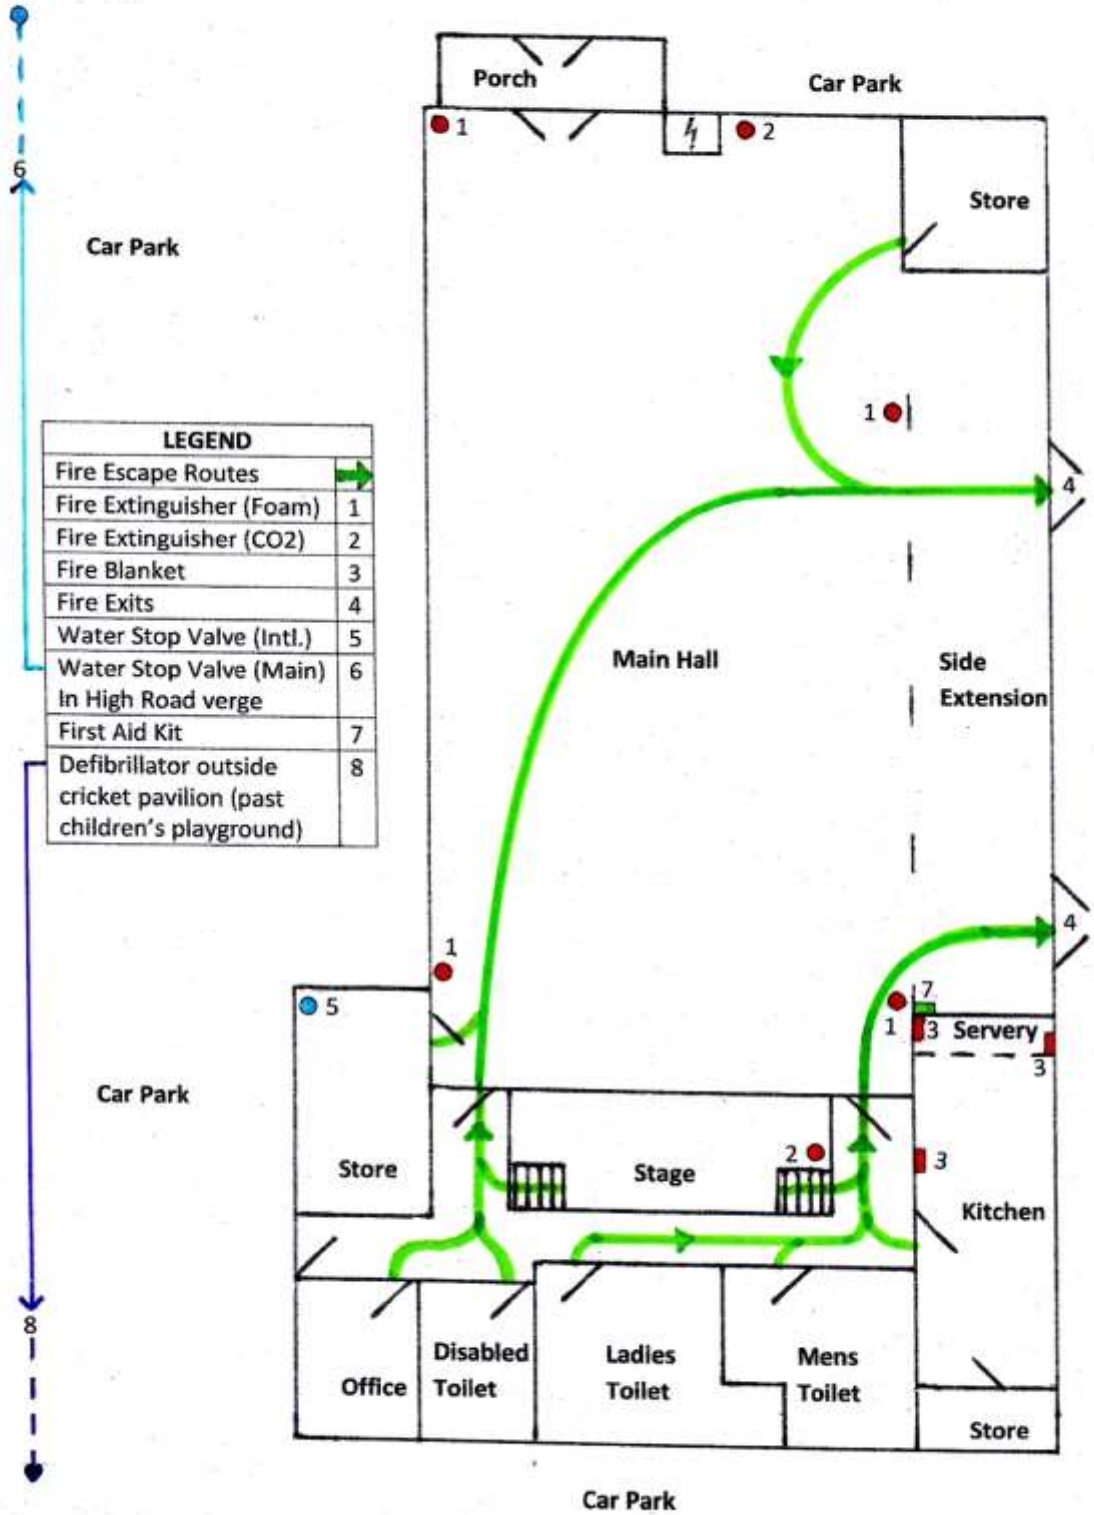 Porch
Car Park
1
2
6
Store
Car Park
1
LEGEND
Fire Escape Routes
Fire Extinguisher (Foam) 1
Fire Extinguisher (CO2) 2
Fire Blanket 3
Fire Exits 4
Water Stop Valve (Intl.) 5
Water Stop Valve (Main) 6
In High Road verge
First Aid Kit 7
Defibrillator outside 8
cricket pavilion (past
children's playground)
4
Main Hall
Side
Extension
4
1
5
7
1
3
Servery
3
Car Park
Store
2
Stage
3
Kitchen
8
Office
Disabled
Toilet
Ladies
Toilet
Mens
Toilet
Store
Car Park